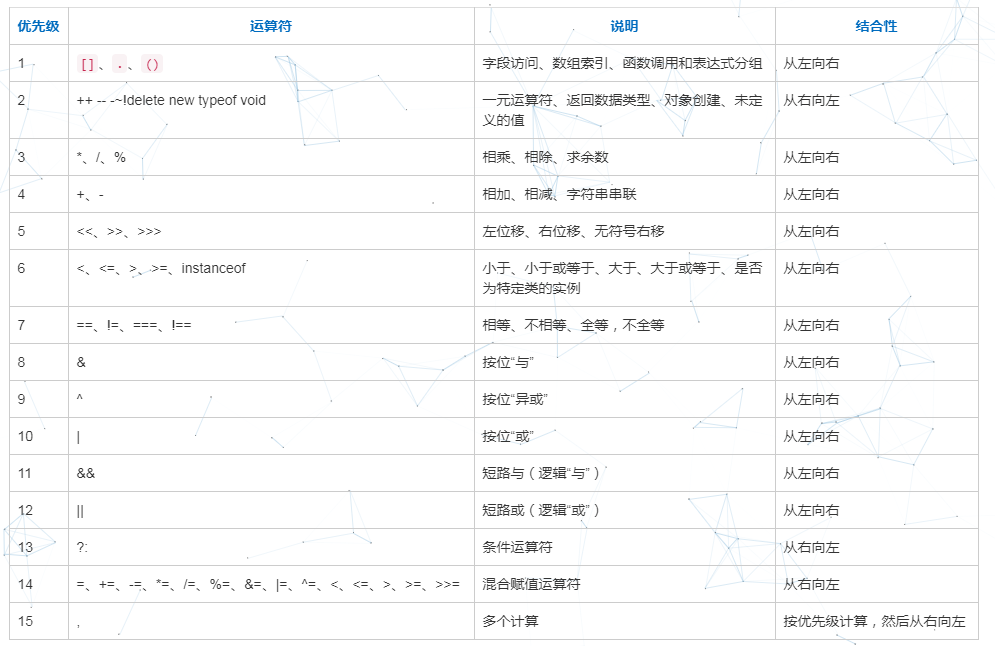 优先级 运算符 说明 结合性
1 []、.、() 字段访问、数组索引、函数调用和表达式分组 从左向右
2 ++ -- -~!delete new typeof void 一元运算符、返回数据类型、对象创建、未定 从右向左
义的值
3 *、/、% 相乘、相除、求余数 从左向右
4 +、- 相加、相减、字符串串联 从左向右
5 <<、>>、>>> 左位移、右位移、无符号右移 从左向右
6 <、<=、>、>=、instanceof 小于、小于或等于、大于、大于或等于、是否 从左向右
为特定类的实例
7 ==、!=、===、!== 相等、不相等、全等，不全等 从左向右
8 & 按位“与” 从左向右
9 ^ 按位“异或” 从左向右
10 | 按位“或” 从左向右
11 && 短路与（逻辑“与”） 从左向右
12 || 短路或（逻辑“或”） 从左向右
13 ?: 条件运算符 从右向左
14 =、+=、-=、*=、/=、%=、&=、|=、^=、<、<=、>、>=、>>= 混合赋值运算符 从右向左
15 , 多个计算 按优先级计算，然后从右向左